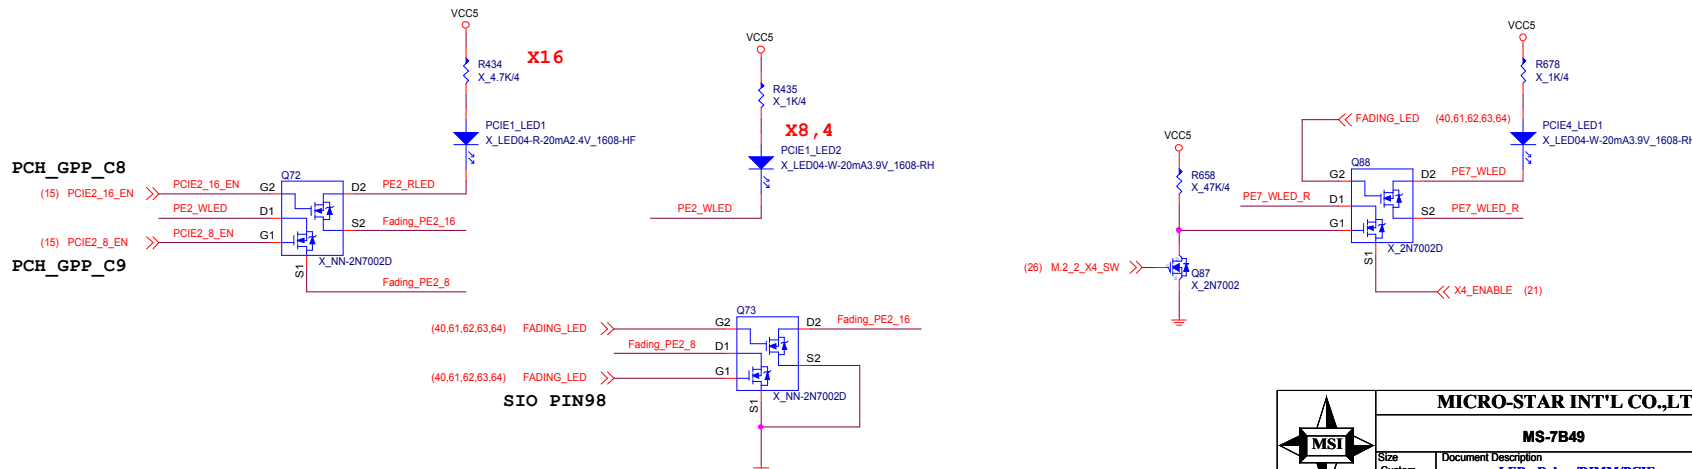 VCC5
R434
X_4.7K/4
X16
PCIE1_LED1
X_LED04-R-20mA2.4V_1608-HF
PCH_GPP_C8
(15) PCIE2_16_EN
PCIE2_16_EN
G2
Q72
D2
PE2_RLED
PE2_WLED
D1
S2
Fading_PE2_16
(15) PCIE2_8_EN
PCIE2_8_EN
G1
X_NN-2N7002D
PCH_GPP_C9
S1
Fading_PE2_8
VCC5
R435
X_1K/4
X8,4
PCIE1_LED2
X_LED04-W-20mA3.9V_1608-RH
PE2_WLED
(40,61,62,63,64) FADING_LED
G2
Q73
D2
Fading_PE2_16
Fading_PE2_8
D1
S2
(40,61,62,63,64) FADING_LED
G1
X_NN-2N7002D
SIO PIN98
S1
VCC5
R678
X_1K/4
FADING_LED (40,61,62,63,64)
PCIE4_LED1
X_LED04-W-20mA3.9V_1608-RH
VCC5
R658
X_47K/4
G2
Q88
D2
PE7_WLED
PE7_WLED_R
D1
S2
PE7_WLED_R
G1
X_2N7002D
S1
(26) M.2_2_X4_SW
Q87
X_2N7002
X4_ENABLE (21)
MSI
MICRO-STAR INT'L CO.,LT
MS-7B49
Size
Document Description